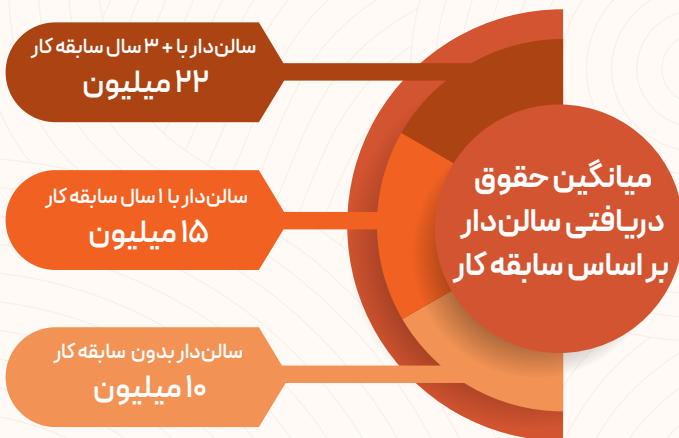 میانگین حقوق
دریافتی سالن‌دار
بر اساس سابقه کار
سالن‌دار با + ۳ سال سابقه کار
۲۲ میلیون
سالن‌دار با ۱ سال سابقه کار
۱۵ میلیون
سالن‌دار بدون سابقه کار
۱۰ میلیون